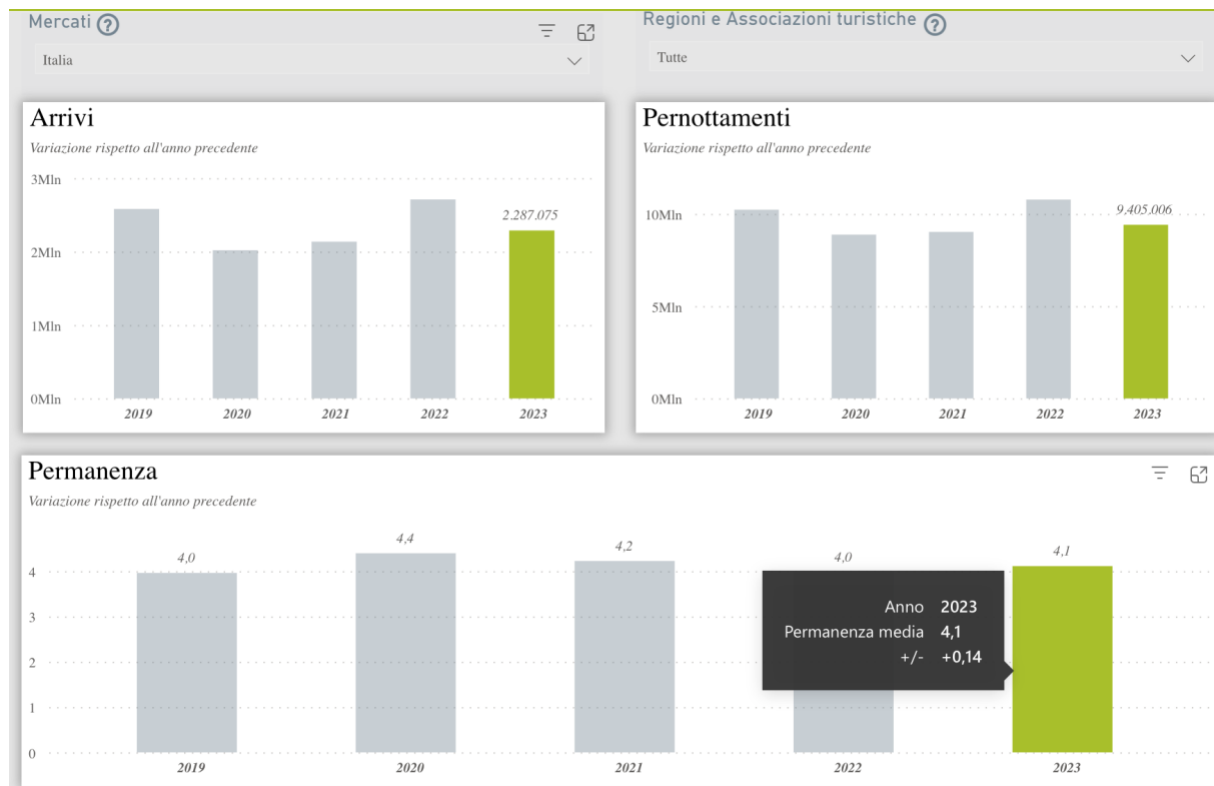 Mercati ?
Italia
Regioni e Associazioni turistiche ?
Tutte
Arrivi
Variazione rispetto all'anno precedente
3Mln
2.287.075
2Mln
1Mln
0Mln
2019 2020 2021 2022 2023
Pernottamenti
Variazione rispetto all'anno precedente
10Mln
9.405.006
5Mln
0Mln
2019 2020 2021 2022 2023
Permanenza
Variazione rispetto all'anno precedente
4,0 4,4 4,2 4,0 4,1
4
3
2
1
0
Anno 2023
Permanenza media 4,1
+/- +0,14
2019 2020 2021 2022 2023